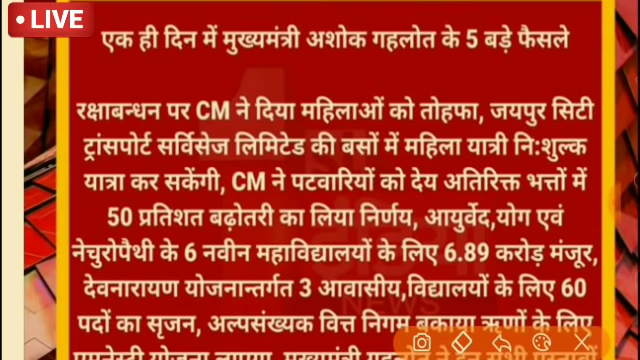 LIVE
एक ही दिन में मुख्यमंत्री अशोक गहलोत के 5 बड़े फैसले
रक्षाबन्धन पर CM ने दिया महिलाओं को तोहफा, जयपुर सिटी
ट्रांसपोर्ट सर्विसेज लिमिटेड की बसों में महिला यात्री नि:शुल्क
यात्रा कर सकेंगी, CM ने पटवारियों को देय अतिरिक्त भत्तों में
50 प्रतिशत बढ़ोतरी का लिया निर्णय, आयुर्वेद,योग एवं
नेचुरोपैथी के 6 नवीन महाविद्यालयों के लिए 6.89 करोड़ मंजूर,
देवनारायण योजनान्तर्गत 3 आवासीय,विद्यालयों के लिए 60
पदों का सृजन, अल्पसंख्यक वित्त निगम बकाया ऋणों के लिए